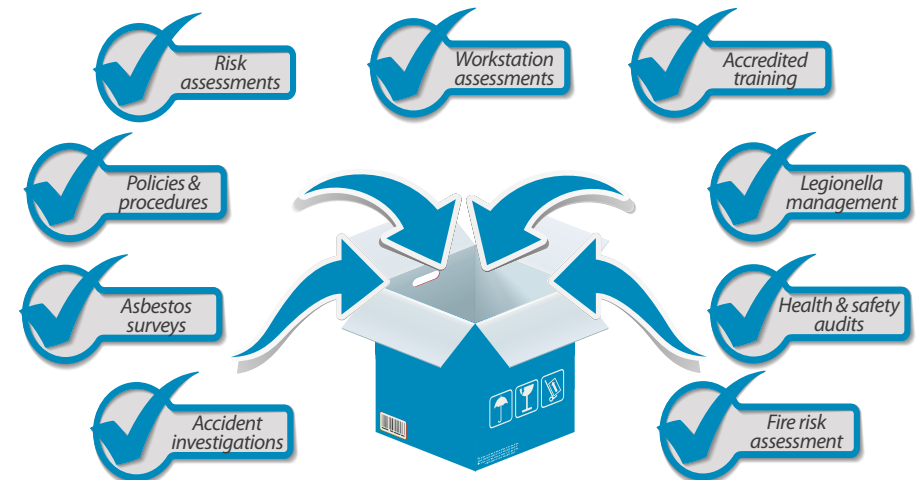 Risk
assessments
Workstation
assessments
Accredited
training
Policies &
procedures
Legionella
management
Asbestos
surveys
Health & safety
audits
Accident
investigations
Fire risk
assessment